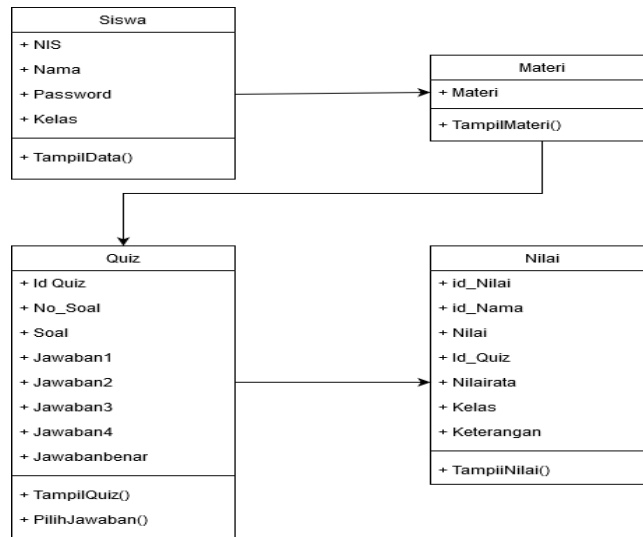 Siswa
+ NIS
+ Nama
+ Password
+ Kelas
+ TampilData()
Materi
+ Materi
+ TampilMateri()
Quiz
+ Id Quiz
+ No_Soal
+ Soal
+ Jawaban1
+ Jawaban2
+ Jawaban3
+ Jawaban4
+ Jawabanbenar
+ TampilQuiz()
+ PilihJawaban()
Nilai
+ id_Nilai
+ id_Nama
+ Nilai
+ Id_Quiz
+ Nilairata
+ Kelas
+ Keterangan
+ TampiiNilai()